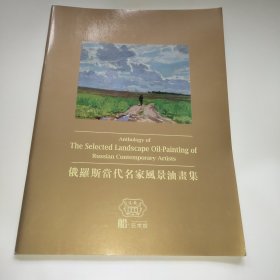 Anthology of
The Selected Landscape Oil-Painting of
Russian Contemporary Artists
俄羅斯當代名家風景油畫集